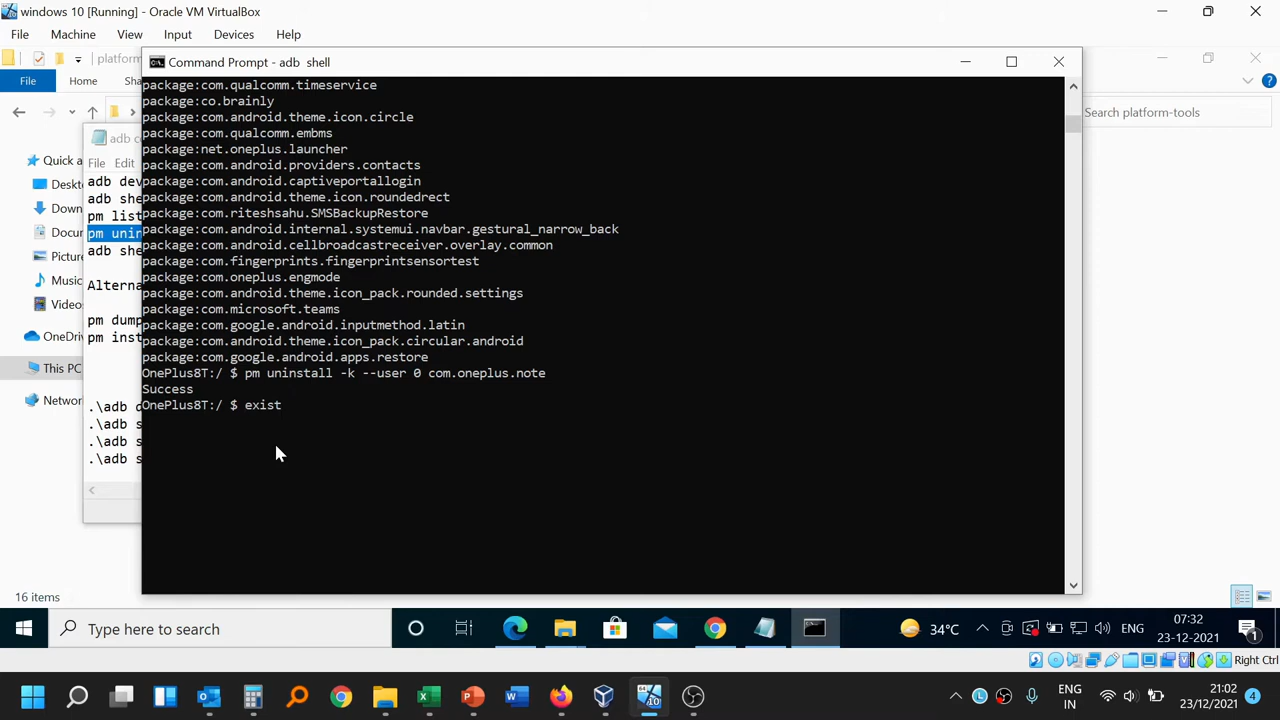 windows 10 [Running] - Oracle VM VirtualBox
File Machine View Input Devices Help
platform
File Home Sha
Search platform-tools
Command Prompt - adb shell
package:com.qualcomm.timeservice
package:co.brainly
package:com.android.theme.icon.circle
package:com.qualcomm.embms
package:net.oneplus.launcher
package:com.android.providers.contacts
package:com.android.captiveportallogin
package:com.android.theme.icon.roundedrect
package:com.riteshsahu.SMSBackupRestore
package:com.android.internal.systemui.navbar.gestural_narrow_back
package:com.android.cellbroadcastreceiver.overlay.common
package:com.fingerprints.fingerprintsensortest
package:com.oneplus.engmode
package:com.android.theme.icon_pack.rounded.settings
package:com.microsoft.teams
package:com.google.android.inputmethod.latin
package:com.android.theme.icon_pack.circular.android
package:com.google.android.apps.restore
OnePlus8T:/ $ pm uninstall -k --user 0 com.oneplus.note
Success
OnePlus8T:/ $ exist
Quick a
Deskt
Down
Docu
Picture
Music
Videos
OneDriv
This PC
Networ
adb c
File Edit
adb dev
adb she
pm list
pm unin
adb she
Alterna
pm dump
pm inst
.\adb d
.\adb s
.\adb s
.\adb s
16 items
Type here to search
34°C
ENG
07:32
23-12-2021
1
Right Ctrl
ENG
IN
21:02
23/12/2021
4